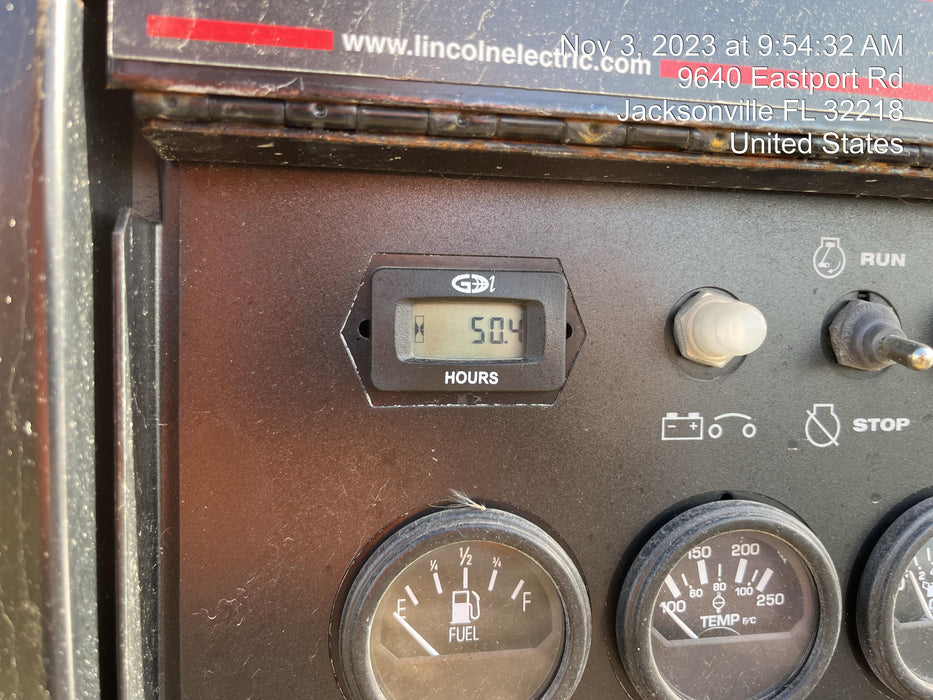 www.lincolnelectric.com
Nov 3, 2023 at 9:54:32 AM
9640 Eastport Rd
Jacksonville FL 32218
United States
RUN
GDI
50.4
HOURS
- +
STOP
1/4 1/2 3/4
E F
FUEL
150 200
60 80 100
100 250
TEMP F/C